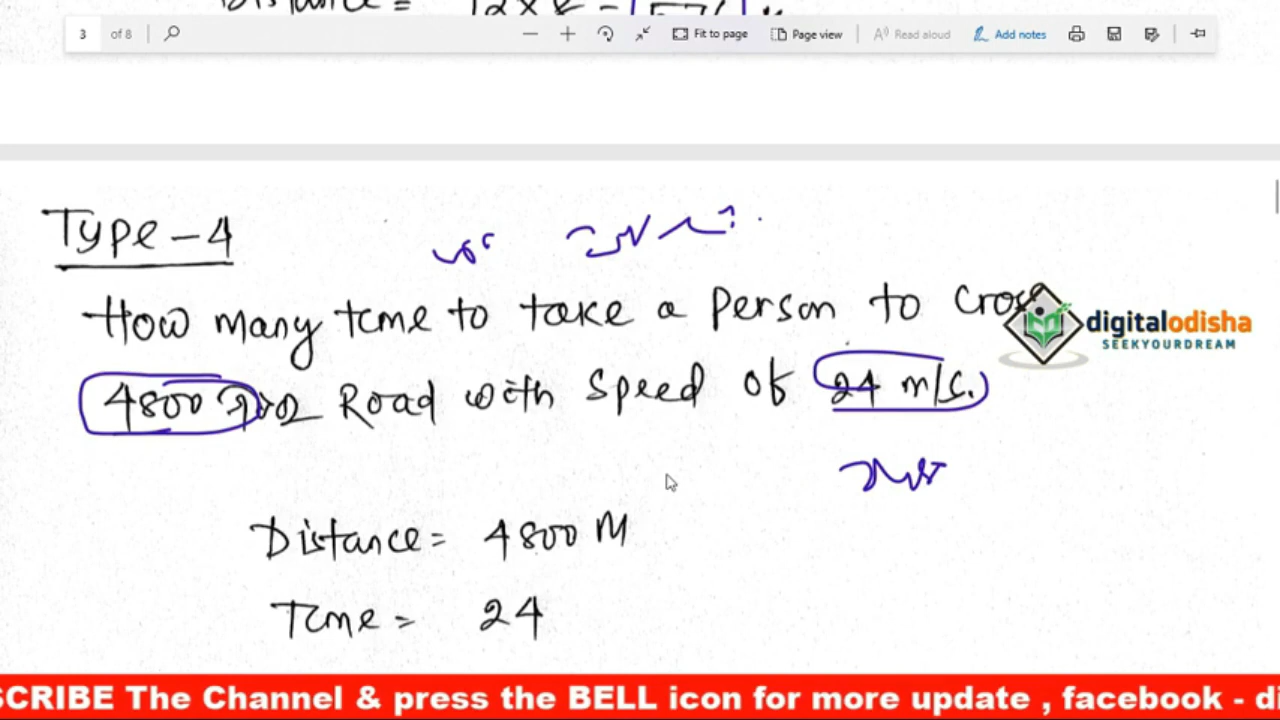 3 of 8 Fit to page Page view Read aloud Add notes
Type-4
How many time to take a person to cross
digitalodisha
SEEKYOURDREAM
4800 Road with speed of 24 m/s.
Distance = 4800 M
Time = 24
SCRIBE The Channel & press the BELL icon for more update , facebook - di